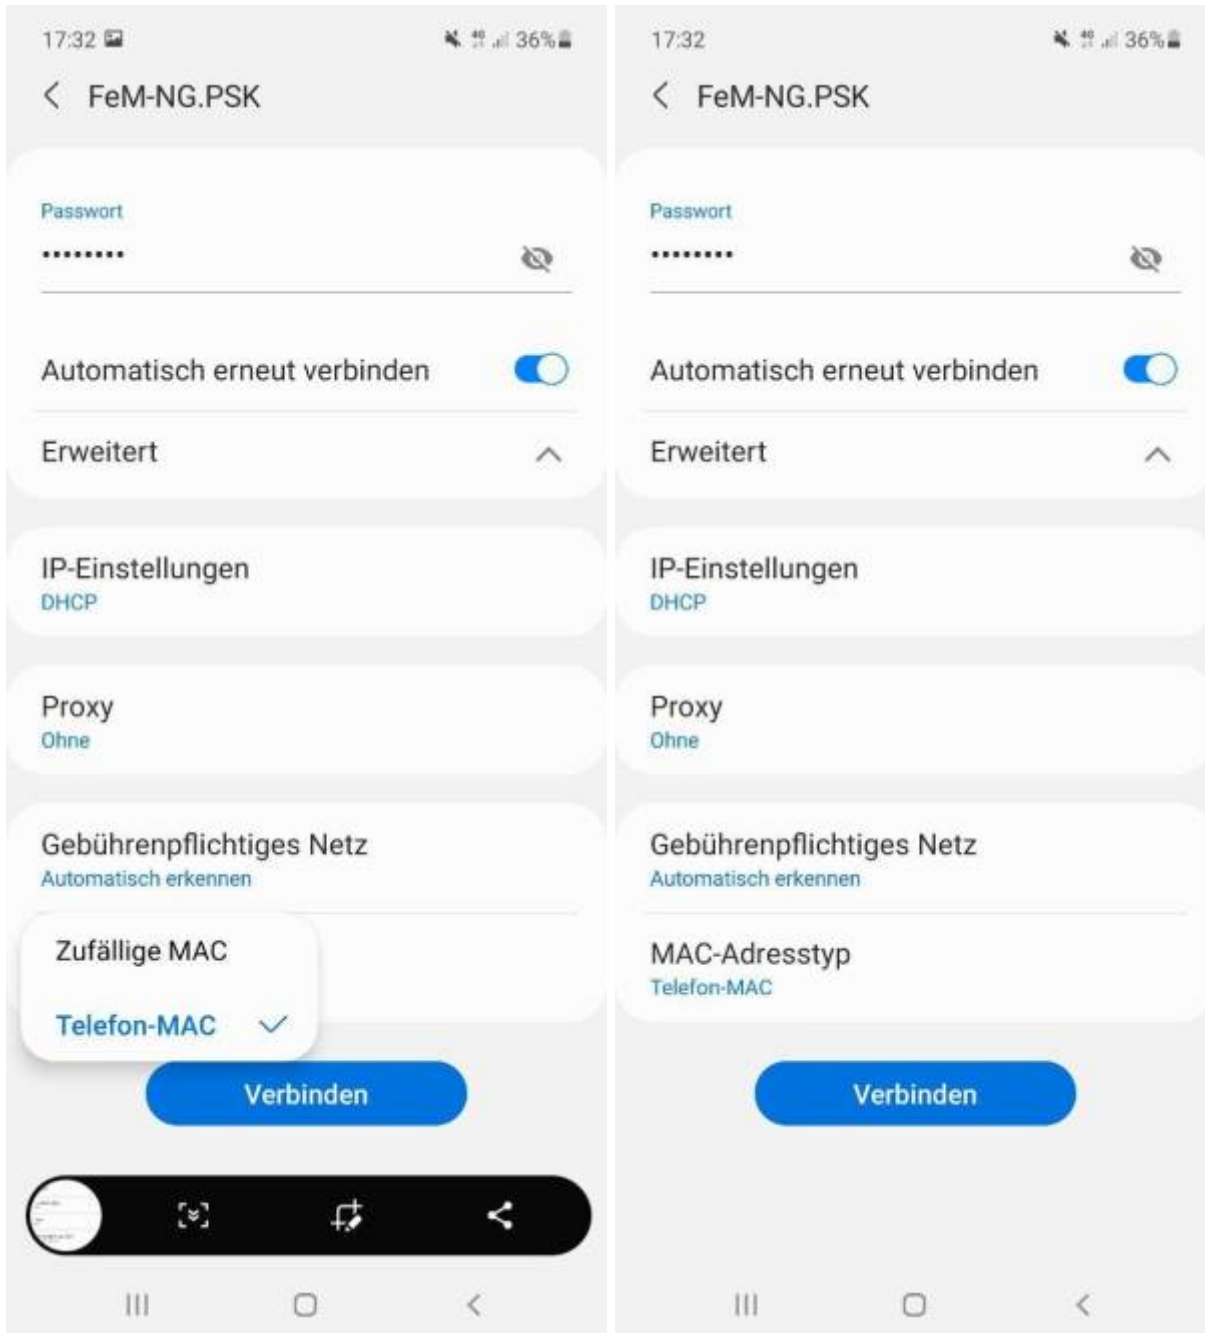 17:32
36%
FeM-NG.PSK
Passwort
••••••••
Automatisch erneut verbinden
Erweitert
IP-Einstellungen
DHCP
Proxy
Ohne
Gebührenpflichtiges Netz
Automatisch erkennen
Zufällige MAC
Telefon-MAC
Verbinden
17:32
36%
FeM-NG.PSK
Passwort
••••••••
Automatisch erneut verbinden
Erweitert
IP-Einstellungen
DHCP
Proxy
Ohne
Gebührenpflichtiges Netz
Automatisch erkennen
MAC-Adresstyp
Telefon-MAC
Verbinden